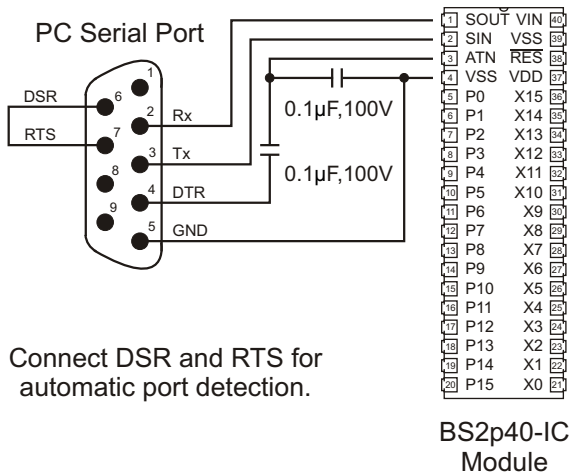 PC Serial Port
DSR
RTS
1
6
2
Rx
7
3
Tx
8
4
DTR
9
5
GND
0.1µF,100V
0.1µF,100V
1 SOUT VIN 40
2 SIN VSS 39
3 ATN RES 38
4 VSS VDD 37
5 P0 X15 36
6 P1 X14 35
7 P2 X13 34
8 P3 X12 33
9 P4 X11 32
10 P5 X10 31
11 P6 X9 30
12 P7 X8 29
13 P8 X7 28
14 P9 X6 27
15 P10 X5 26
16 P11 X4 25
17 P12 X3 24
18 P13 X2 23
19 P14 X1 22
20 P15 X0 21
Connect DSR and RTS for
automatic port detection.
BS2p40-IC
Module